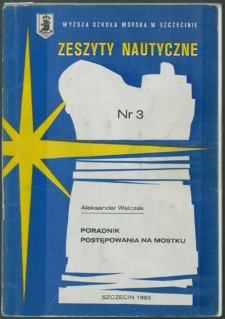 WYŻSZA SZKOŁA MORSKA W SZCZECINIE
ZESZYTY NAUTYCZNE
Nr 3
Aleksander Walczak
PORADNIK
POSTĘPOWANIA NA MOSTKU
SZCZECIN 1993